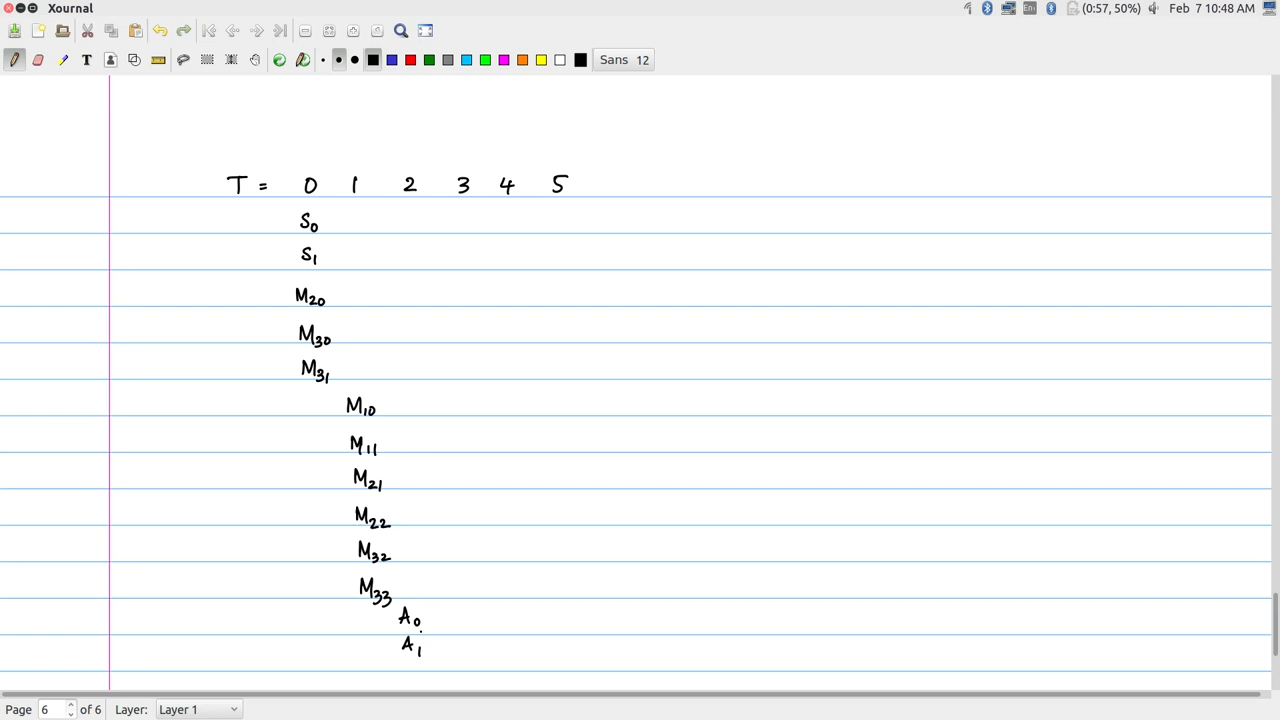 Xournal
En
(0:57, 50%)
Feb 7 10:48 AM
T
Sans 12
T = 0 1 2 3 4 5
S₀
S₁
M₂₀
M₃₀
M₃₁
M₁₀
M₁₁
M₂₁
M₂₂
M₃₂
M₃₃
A₀
A₁
Page 6 of 6 Layer: Layer 1